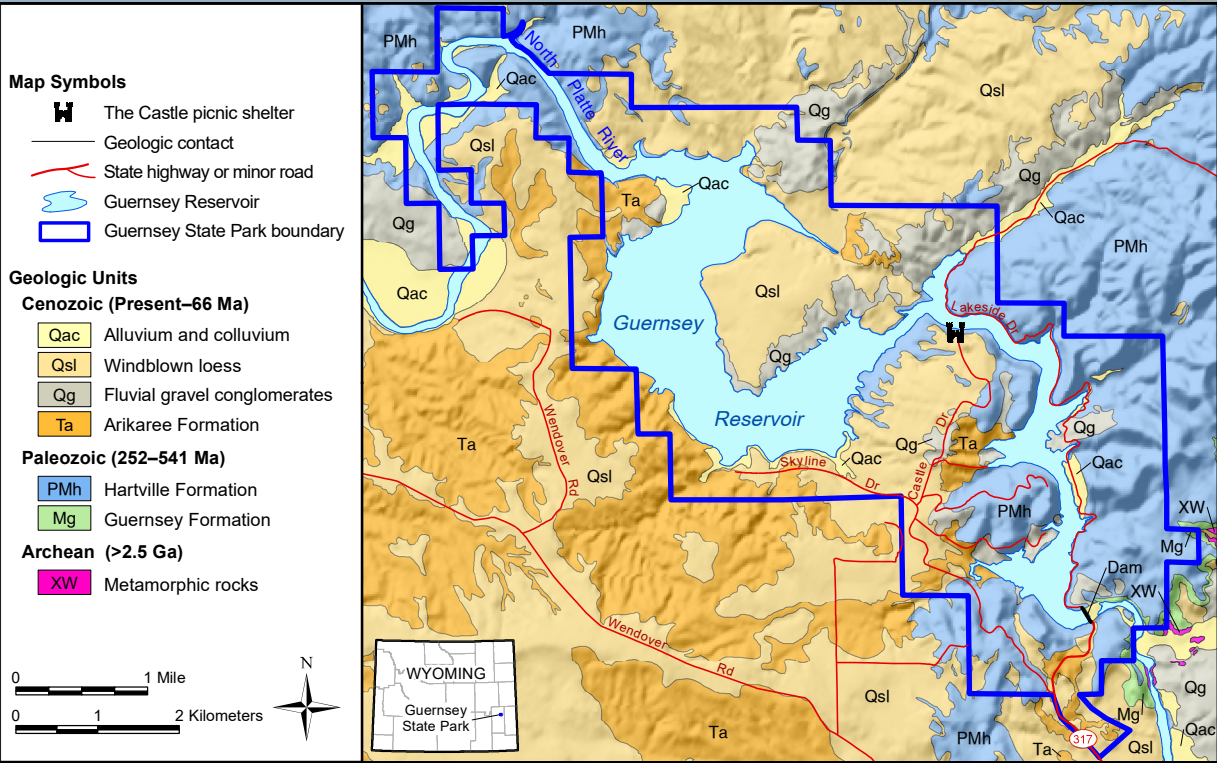 Map Symbols
The Castle picnic shelter
Geologic contact
State highway or minor road
Guernsey Reservoir
Guernsey State Park boundary
Geologic Units
Cenozoic (Present–66 Ma)
Qac Alluvium and colluvium
Qsl Windblown loess
Qg Fluvial gravel conglomerates
Ta Arikaree Formation
Paleozoic (252–541 Ma)
PMh Hartville Formation
Mg Guernsey Formation
Archean (>2.5 Ga)
XW Metamorphic rocks
0 1 Mile
0 1 2 Kilometers
N
WYOMING
Guernsey
State Park
PMh
North Platte River
PMh
Qac
Qsl
Qg
Qsl
Qg
Qac
Ta
Qac
Qg
Qac
PMh
Qsl
Qg
Guernsey
Reservoir
Lakeside Dr
Wendover Rd
Ta
Qsl
Skyline Dr
Qac
Qg
Castle Dr
Ta
Qg
Qac
PMh
XW
Mg
Dam
XW
Wendover Rd
Qsl
Ta
PMh
Ta
317
Mg
Qsl
Qg
Qac